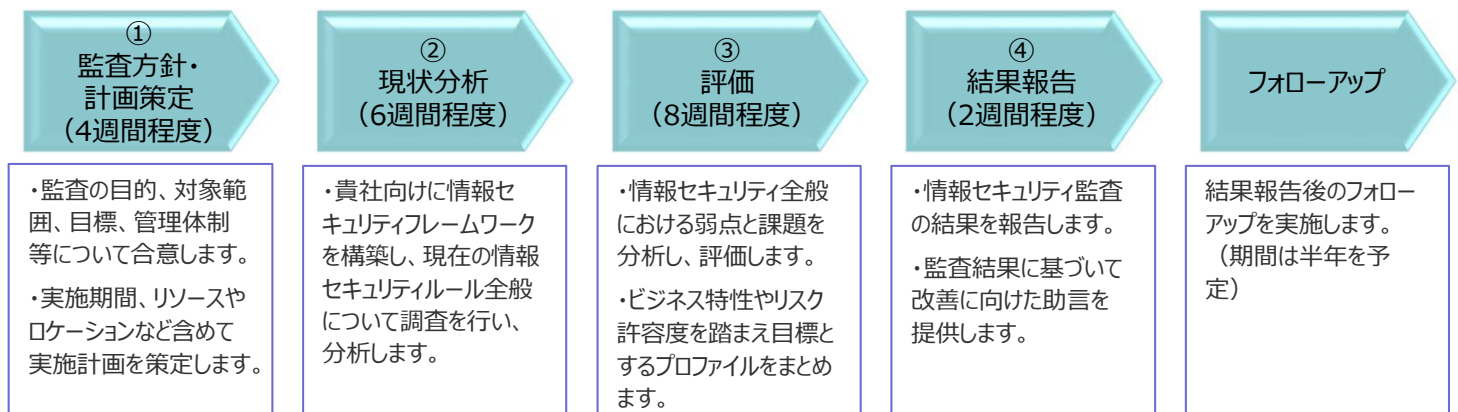 ①
監査方針・
計画策定
（4週間程度）
・監査の目的、対象範
囲、目標、管理体制
等について合意します。
・実施期間、リソースや
ロケーションなど含めて
実施計画を策定します。
②
現状分析
（6週間程度）
・貴社向けに情報セ
キュリティフレームワーク
を構築し、現在の情報
セキュリティルール全般
について調査を行い、
分析します。
③
評価
（8週間程度）
・情報セキュリティ全般
における弱点と課題を
分析し、評価します。
・ビジネス特性やリスク
許容度を踏まえ目標と
するプロファイルをまとめ
ます。
④
結果報告
（2週間程度）
・情報セキュリティ監査
の結果を報告します。
・監査結果に基づいて
改善に向けた助言を
提供します。
フォローアップ
結果報告後のフォロー
アップを実施します。
（期間は半年を予
定）